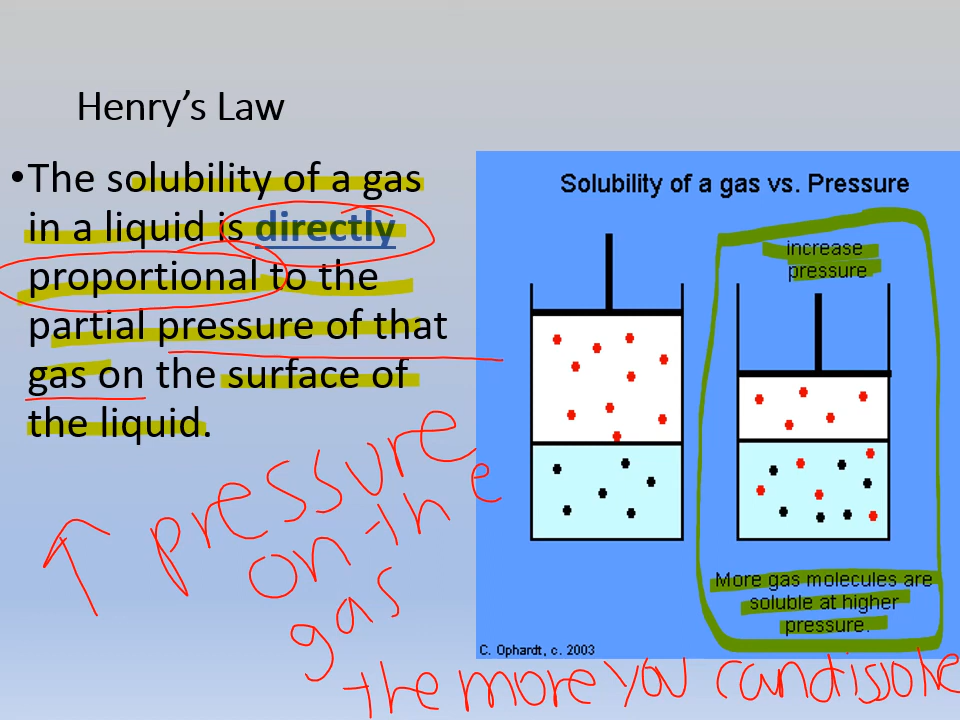 Henry's Law
•The solubility of a gas
in a liquid is directly
proportional to the
partial pressure of that
gas on the surface of
the liquid.
Solubility of a gas vs. Pressure
increase
pressure
More gas molecules are
soluble at higher
pressure.
C. Ophardt, c. 2003
↑ pressure
on the
gas
the more you can dissolve